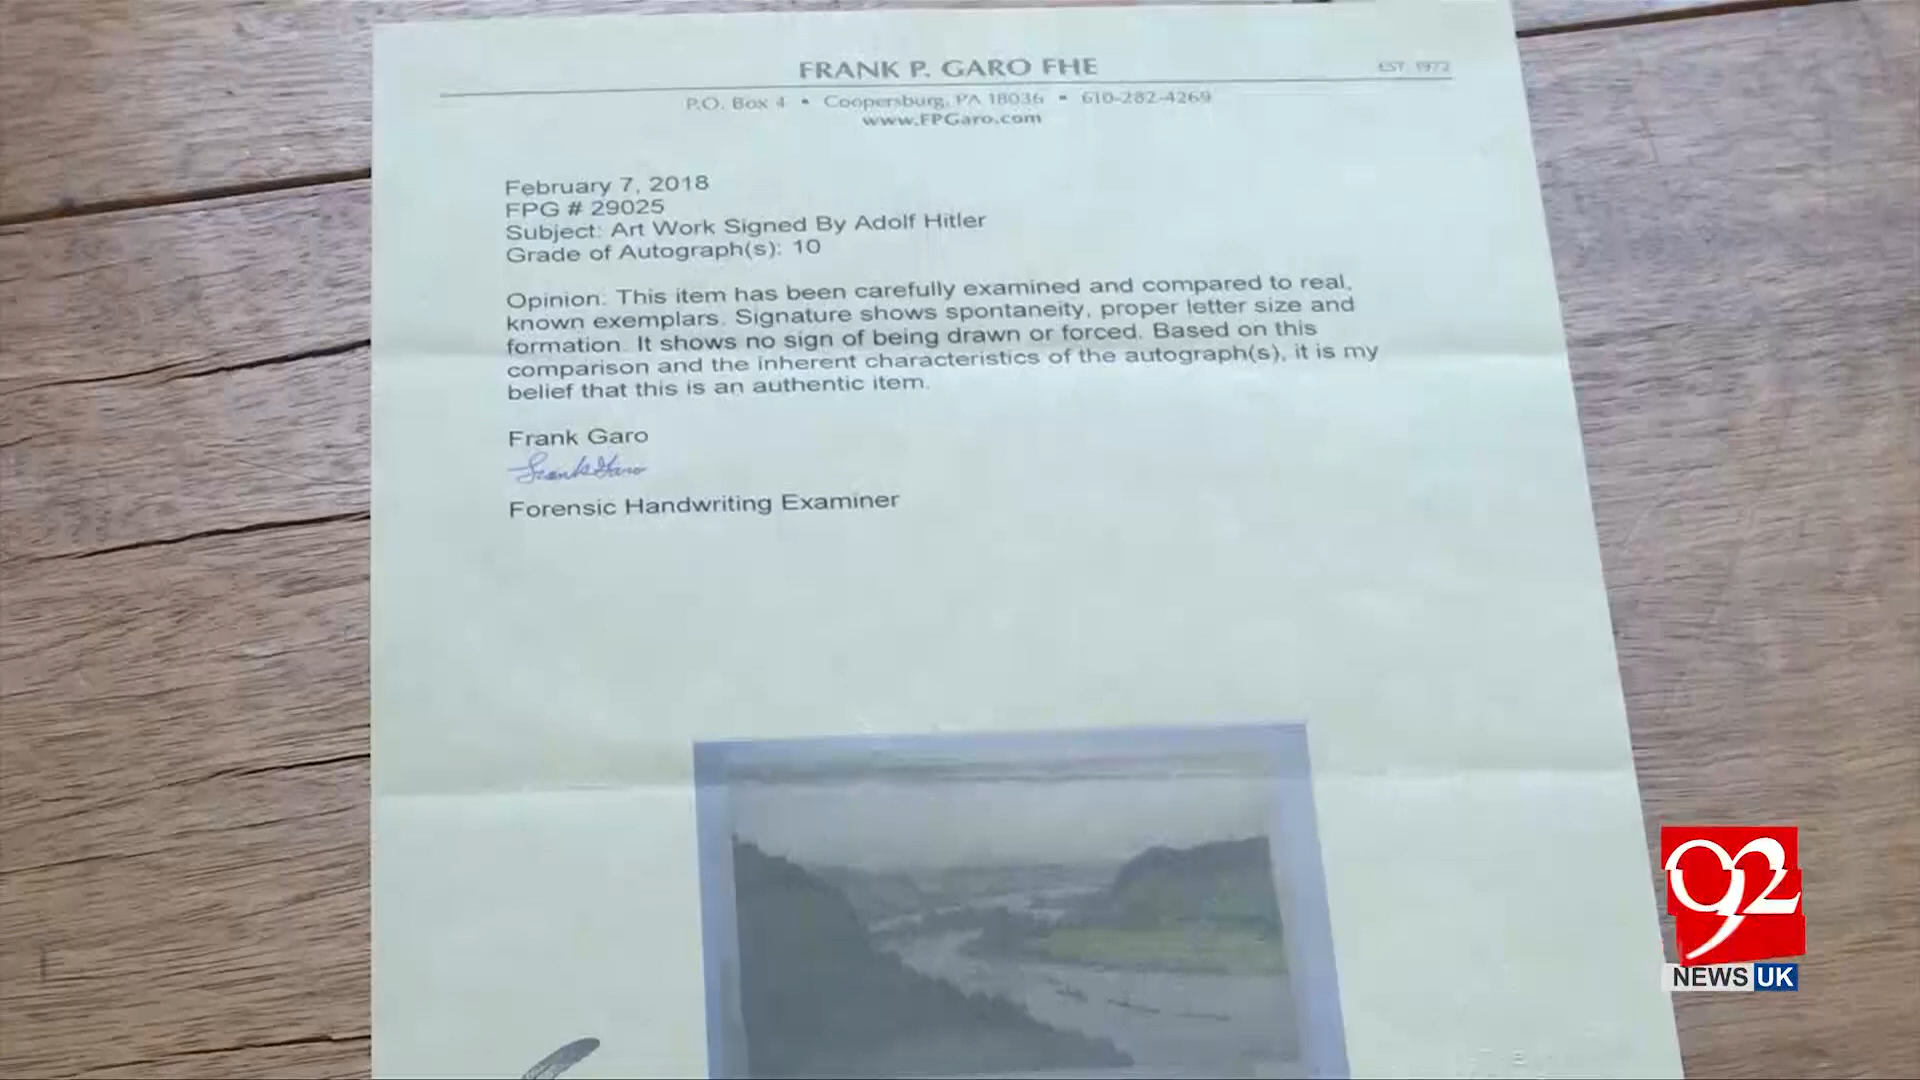 FRANK P. GARO FHE
EST. 1972
P.O. Box 4 • Coopersburg, PA 18036 • 610-282-4269
www.FPGaro.com
February 7, 2018
FPG # 29025
Subject: Art Work Signed By Adolf Hitler
Grade of Autograph(s): 10
Opinion: This item has been carefully examined and compared to real,
known exemplars. Signature shows spontaneity, proper letter size and
formation. It shows no sign of being drawn or forced. Based on this
comparison and the inherent characteristics of the autograph(s), it is my
belief that this is an authentic item.
Frank Garo
Frank Garo
Forensic Handwriting Examiner
92
NEWS UK